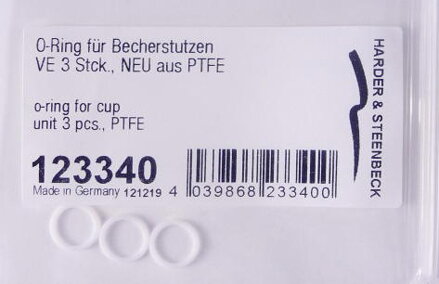 O-Ring für Becherstutzen
VE 3 Stck., NEU aus PTFE
o-ring for cup
unit 3 pcs., PTFE
123340
Made in Germany 121219
4 039868 233400
HARDER & STEENBECK